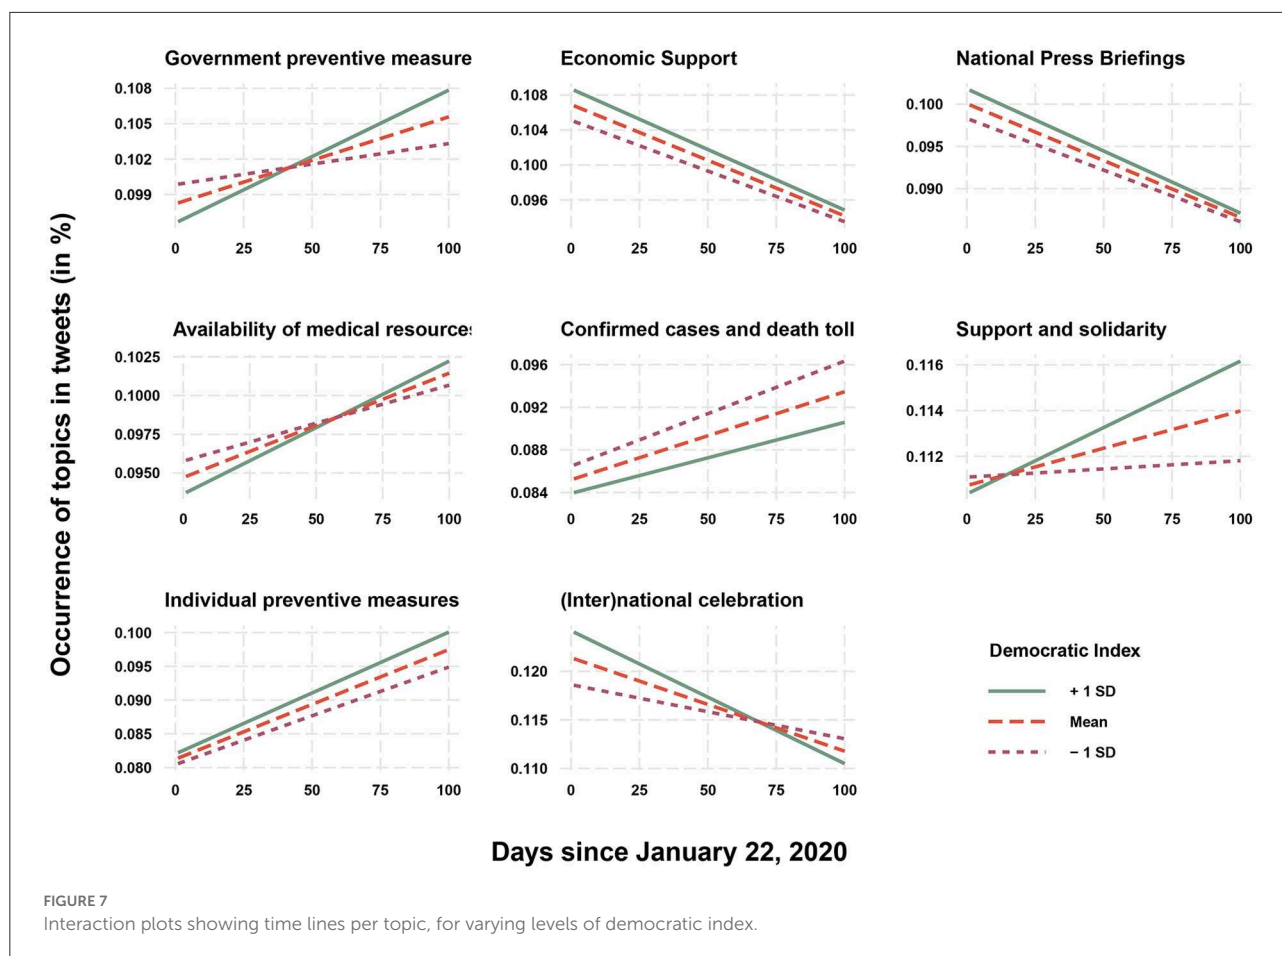 Government preventive measure
Economic Support
National Press Briefings
0.108
0.105
0.102
0.099
0 25 50 75 100
0.108
0.104
0.100
0.096
0 25 50 75 100
0.100
0.095
0.090
0 25 50 75 100
Occurrence of topics in tweets (in %)
Availability of medical resources
Confirmed cases and death toll
Support and solidarity
0.1025
0.1000
0.0975
0.0950
0 25 50 75 100
0.096
0.092
0.088
0.084
0 25 50 75 100
0.116
0.114
0.112
0 25 50 75 100
Individual preventive measures
(Inter)national celebration
0.100
0.095
0.090
0.085
0.080
0 25 50 75 100
0.120
0.115
0.110
0 25 50 75 100
Democratic Index
+ 1 SD
Mean
− 1 SD
Days since January 22, 2020
FIGURE 7
Interaction plots showing time lines per topic, for varying levels of democratic index.